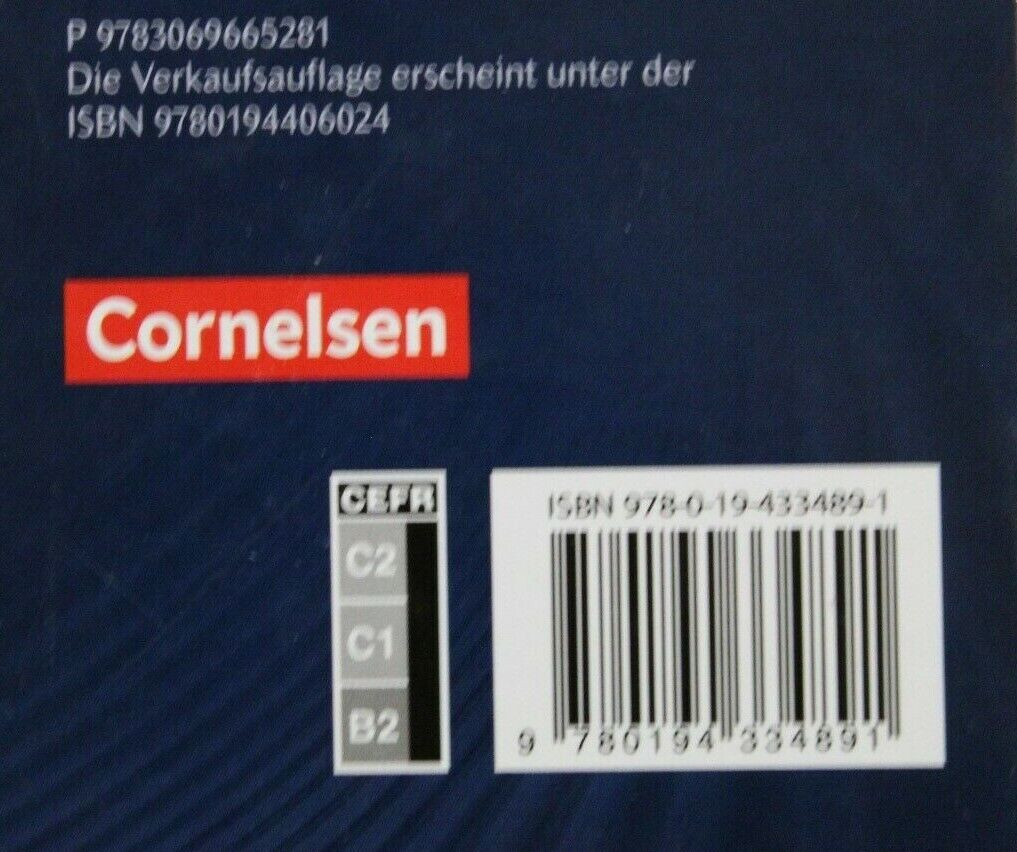 P 9783069665281
Die Verkaufsauflage erscheint unter der
ISBN 9780194406024
Cornelsen
CEFR
C2
C1
B2
ISBN 978-0-19-433489-1
9 780194 334891